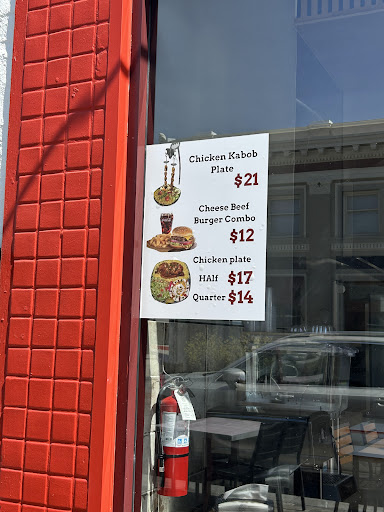 Chicken Kabob
Plate
$21
Cheese Beef
Burger Combo
$12
Chicken plate
HAlf $17
Quarter $14